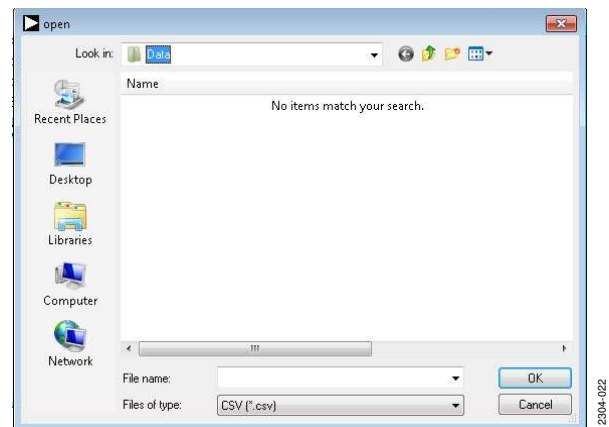 open
Look in:
Data
Name
No items match your search.
Recent Places
Desktop
Libraries
Computer
Network
File name:
OK
Files of type:
CSV (*.csv)
Cancel
2304-022